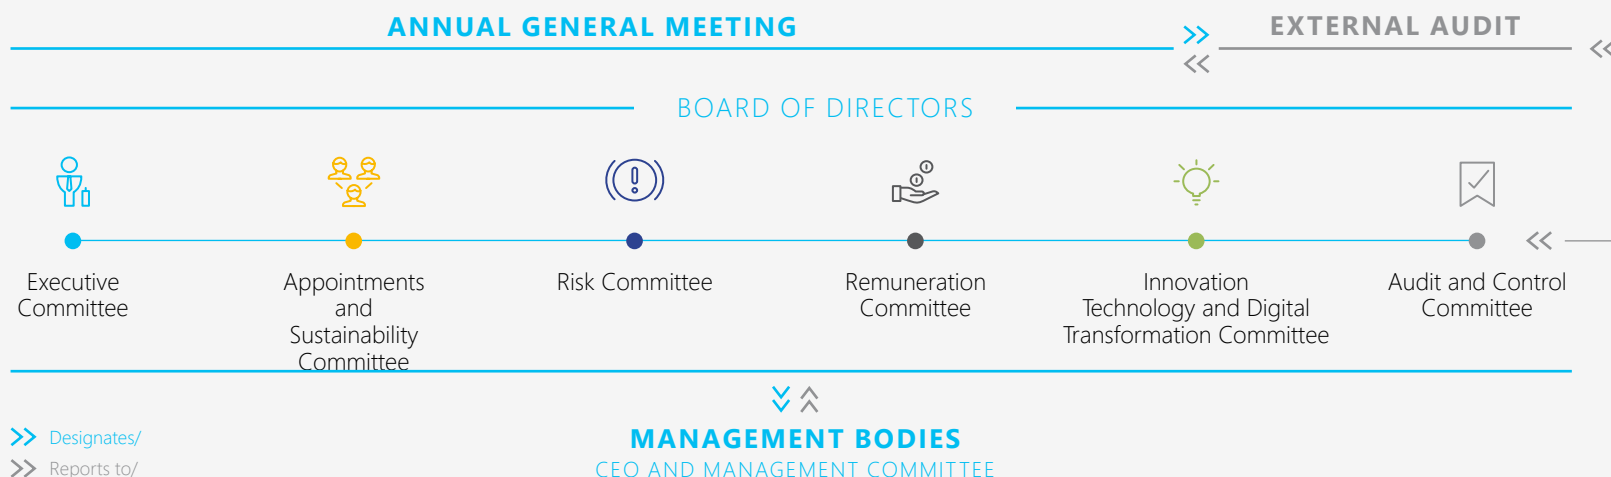 ANNUAL GENERAL MEETING
EXTERNAL AUDIT
BOARD OF DIRECTORS
Executive
Committee
Appointments
and
Sustainability
Committee
Risk Committee
Remuneration
Committee
Innovation
Technology and Digital
Transformation Committee
Audit and Control
Committee
Designates/
Reports to/
MANAGEMENT BODIES
CEO AND MANAGEMENT COMMITTEE